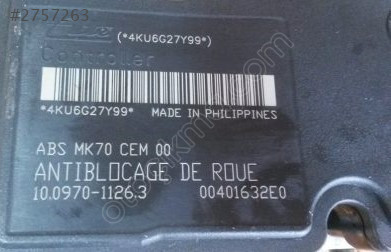 #2757263
(*4KU6G27Y99*)
Controller
*4KU6G27Y99*
MADE IN PHILIPPINES
ABS MK70 CEM 00
ANTIBLOCAGE DE ROUE
10.0970-1126.3 00401632E0